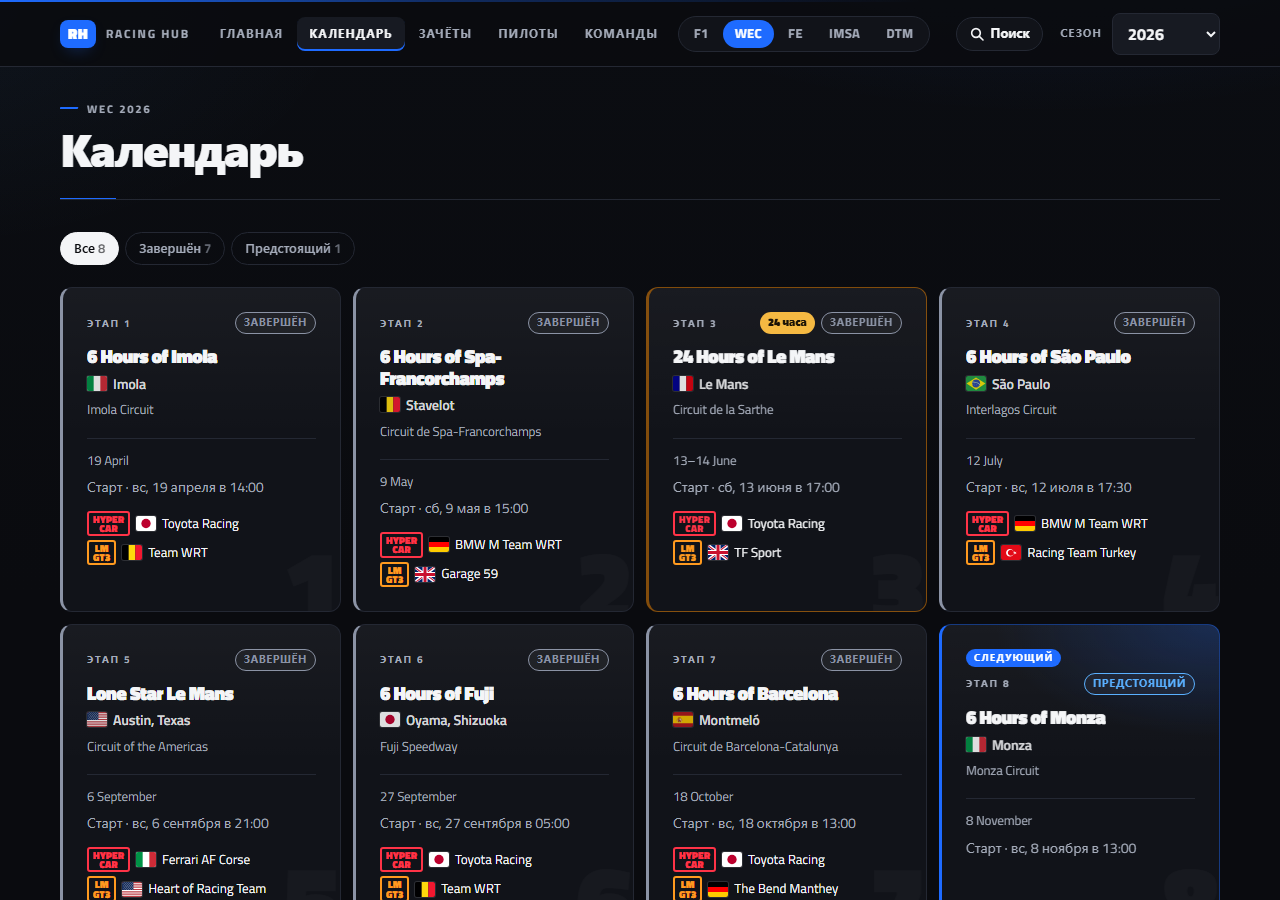 RH RACING HUB ГЛАВНАЯ КАЛЕНДАРЬ ЗАЧЁТЫ ПИЛОТЫ КОМАНДЫ F1 WEC FE IMSA DTM Поиск СЕЗОН 2026
WEC 2026
Календарь
Все 8 Завершён 7 Предстоящий 1
ЭТАП 1 ЗАВЕРШЁН
6 Hours of Imola
Imola
Imola Circuit
19 April
Старт · вс, 19 апреля в 14:00
HYPER CAR Toyota Racing
LM GT3 Team WRT
1
ЭТАП 2 ЗАВЕРШЁН
6 Hours of Spa-
Francorchamps
Stavelot
Circuit de Spa-Francorchamps
9 May
Старт · сб, 9 мая в 15:00
HYPER CAR BMW M Team WRT
LM GT3 Garage 59
2
ЭТАП 3 24 часа ЗАВЕРШЁН
24 Hours of Le Mans
Le Mans
Circuit de la Sarthe
13–14 June
Старт · сб, 13 июня в 17:00
HYPER CAR Toyota Racing
LM GT3 TF Sport
3
ЭТАП 4 ЗАВЕРШЁН
6 Hours of São Paulo
São Paulo
Interlagos Circuit
12 July
Старт · вс, 12 июля в 17:30
HYPER CAR BMW M Team WRT
LM GT3 Racing Team Turkey
4
ЭТАП 5 ЗАВЕРШЁН
Lone Star Le Mans
Austin, Texas
Circuit of the Americas
6 September
Старт · вс, 6 сентября в 21:00
HYPER CAR Ferrari AF Corse
LM GT3 Heart of Racing Team
5
ЭТАП 6 ЗАВЕРШЁН
6 Hours of Fuji
Oyama, Shizuoka
Fuji Speedway
27 September
Старт · вс, 27 сентября в 05:00
HYPER CAR Toyota Racing
LM GT3 Team WRT
6
ЭТАП 7 ЗАВЕРШЁН
6 Hours of Barcelona
Montmeló
Circuit de Barcelona-Catalunya
18 October
Старт · вс, 18 октября в 13:00
HYPER CAR Toyota Racing
LM GT3 The Bend Manthey
7
СЛЕДУЮЩИЙ
ЭТАП 8 ПРЕДСТОЯЩИЙ
6 Hours of Monza
Monza
Monza Circuit
8 November
Старт · вс, 8 ноября в 13:00
8